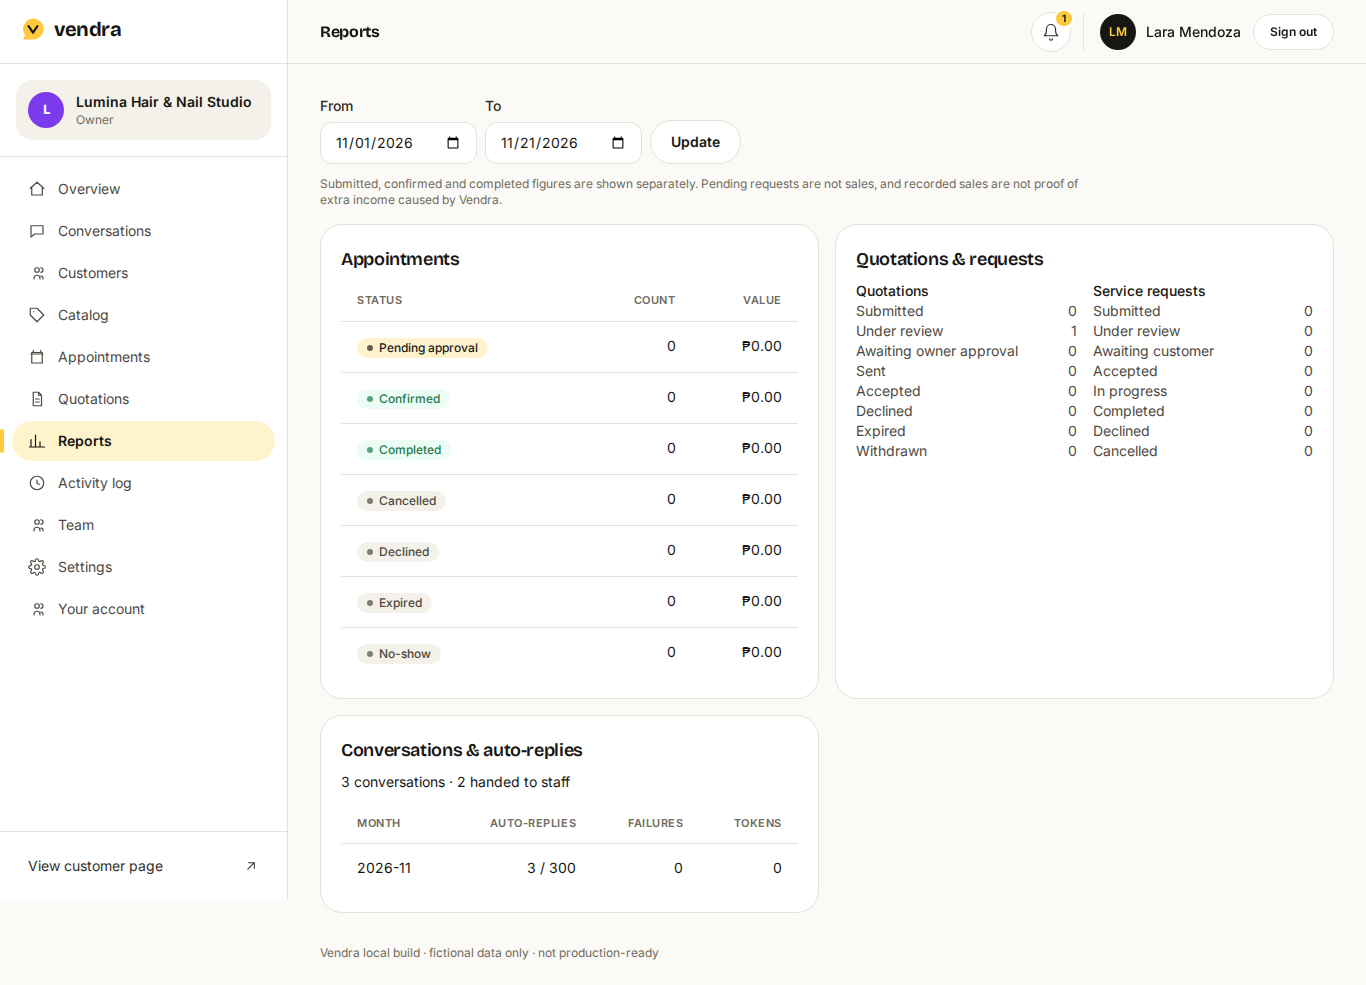 vendra
Reports
1
LM
Lara Mendoza
Sign out
L
Lumina Hair & Nail Studio
Owner
Overview
Conversations
Customers
Catalog
Appointments
Quotations
Reports
Activity log
Team
Settings
Your account
View customer page
From
To
11/01/2026
11/21/2026
Update
Submitted, confirmed and completed figures are shown separately. Pending requests are not sales, and recorded sales are not proof of
extra income caused by Vendra.
Appointments
STATUS COUNT VALUE
Pending approval 0 ₱0.00
Confirmed 0 ₱0.00
Completed 0 ₱0.00
Cancelled 0 ₱0.00
Declined 0 ₱0.00
Expired 0 ₱0.00
No-show 0 ₱0.00
Quotations & requests
Quotations
Submitted 0
Under review 1
Awaiting owner approval 0
Sent 0
Accepted 0
Declined 0
Expired 0
Withdrawn 0
Service requests
Submitted 0
Under review 0
Awaiting customer 0
Accepted 0
In progress 0
Completed 0
Declined 0
Cancelled 0
Conversations & auto-replies
3 conversations · 2 handed to staff
MONTH AUTO-REPLIES FAILURES TOKENS
2026-11 3 / 300 0 0
Vendra local build · fictional data only · not production-ready